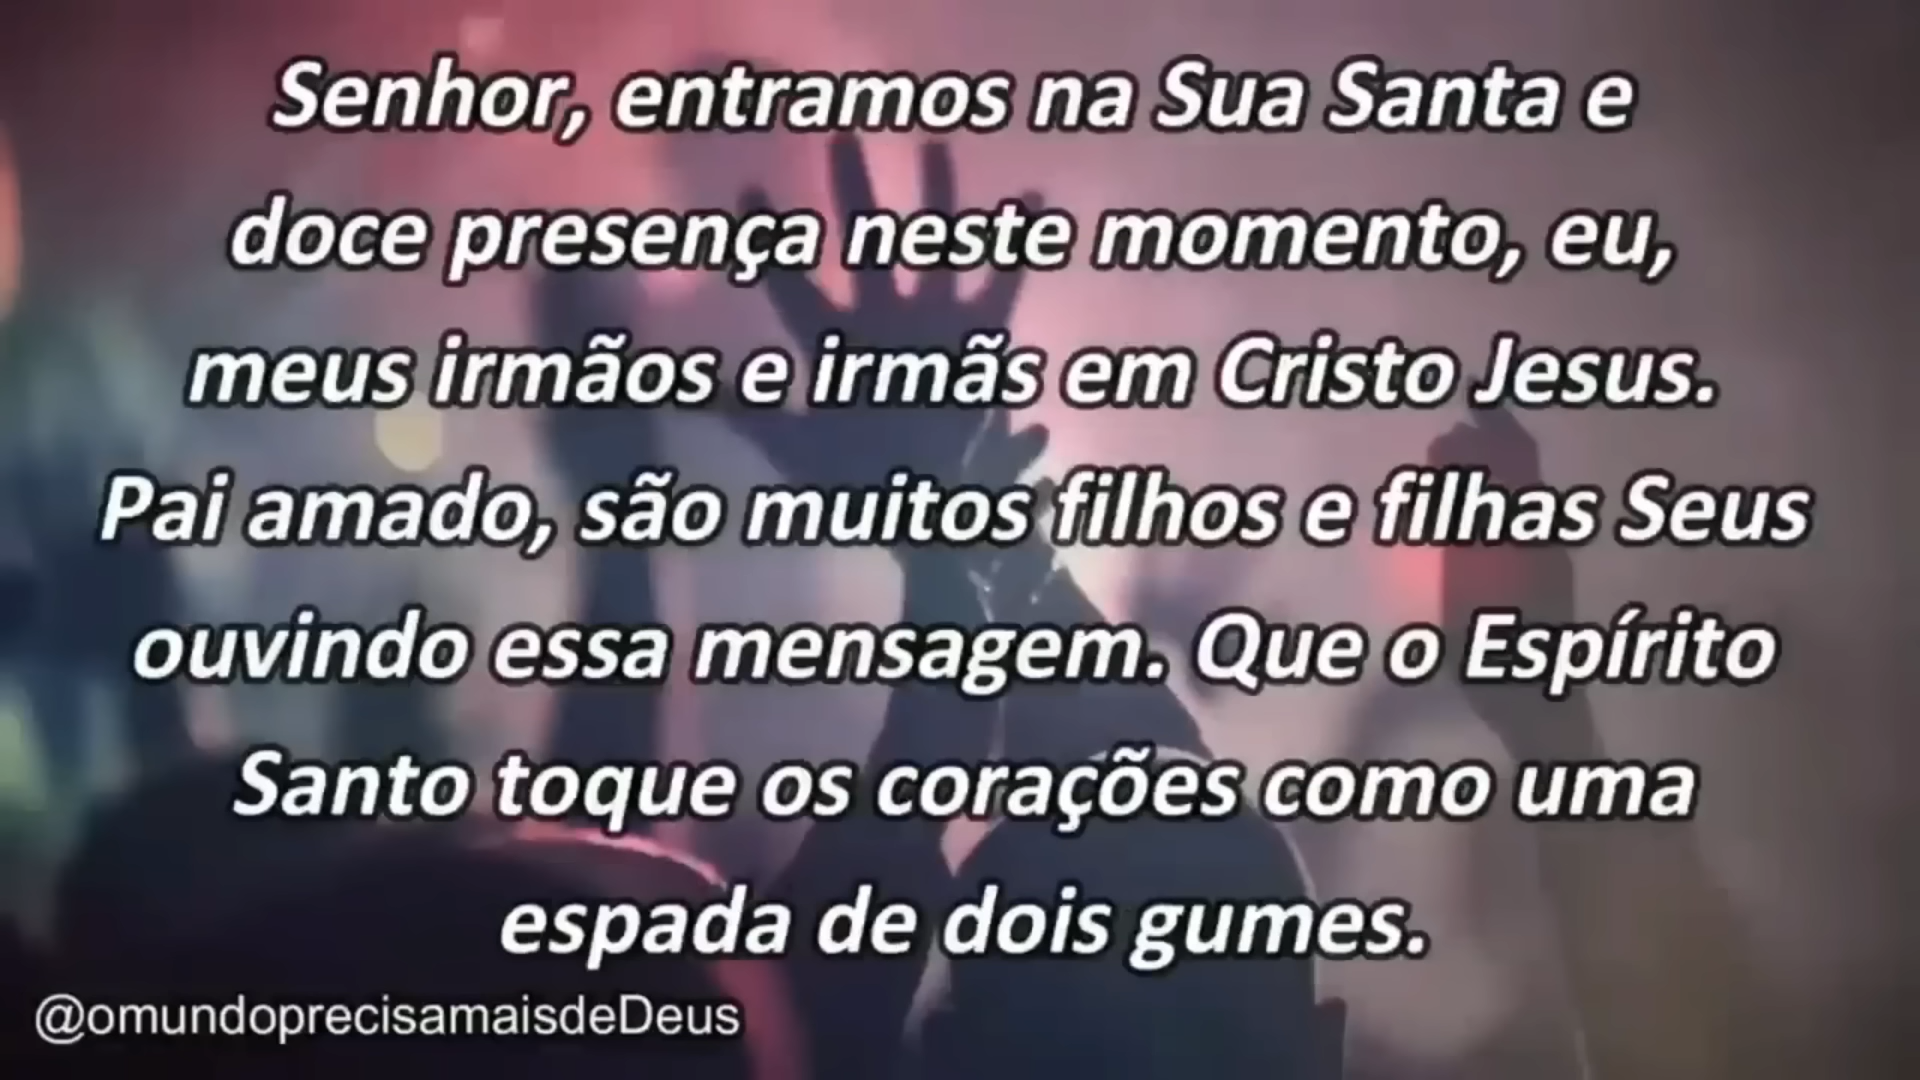 Senhor, entramos na Sua Santa e
doce presença neste momento, eu,
meus irmãos e irmãs em Cristo Jesus.
Pai amado, são muitos filhos e filhas Seus
ouvindo essa mensagem. Que o Espírito
Santo toque os corações como uma
espada de dois gumes.
@omundoprecisamaisdeDeus